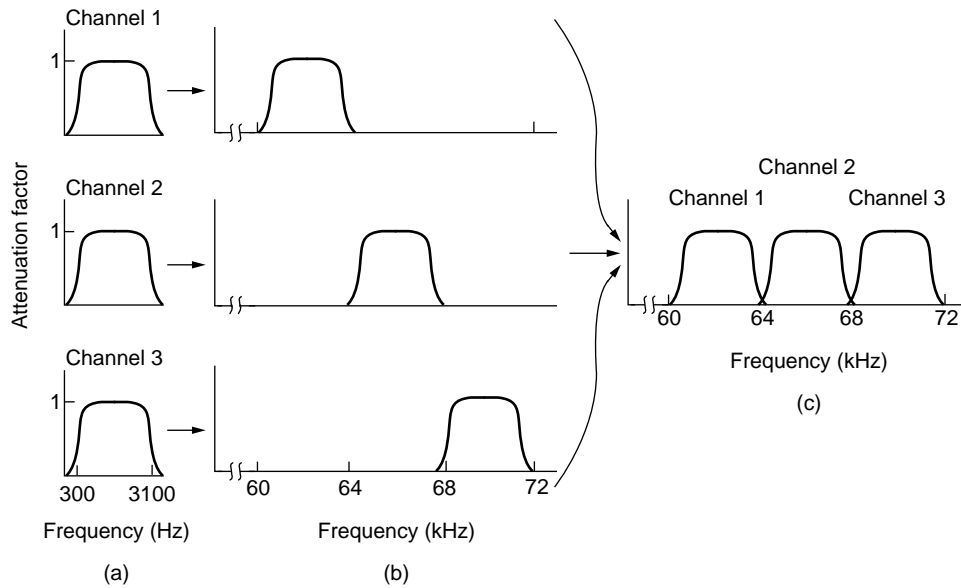 Channel 1
1
Channel 2
Channel 2
Channel 1
Channel 3
1
Attenuation factor
60
64
68
72
Frequency (kHz)
(c)
Channel 3
1
300
3100
60
64
68
72
Frequency (Hz)
Frequency (kHz)
(a)
(b)